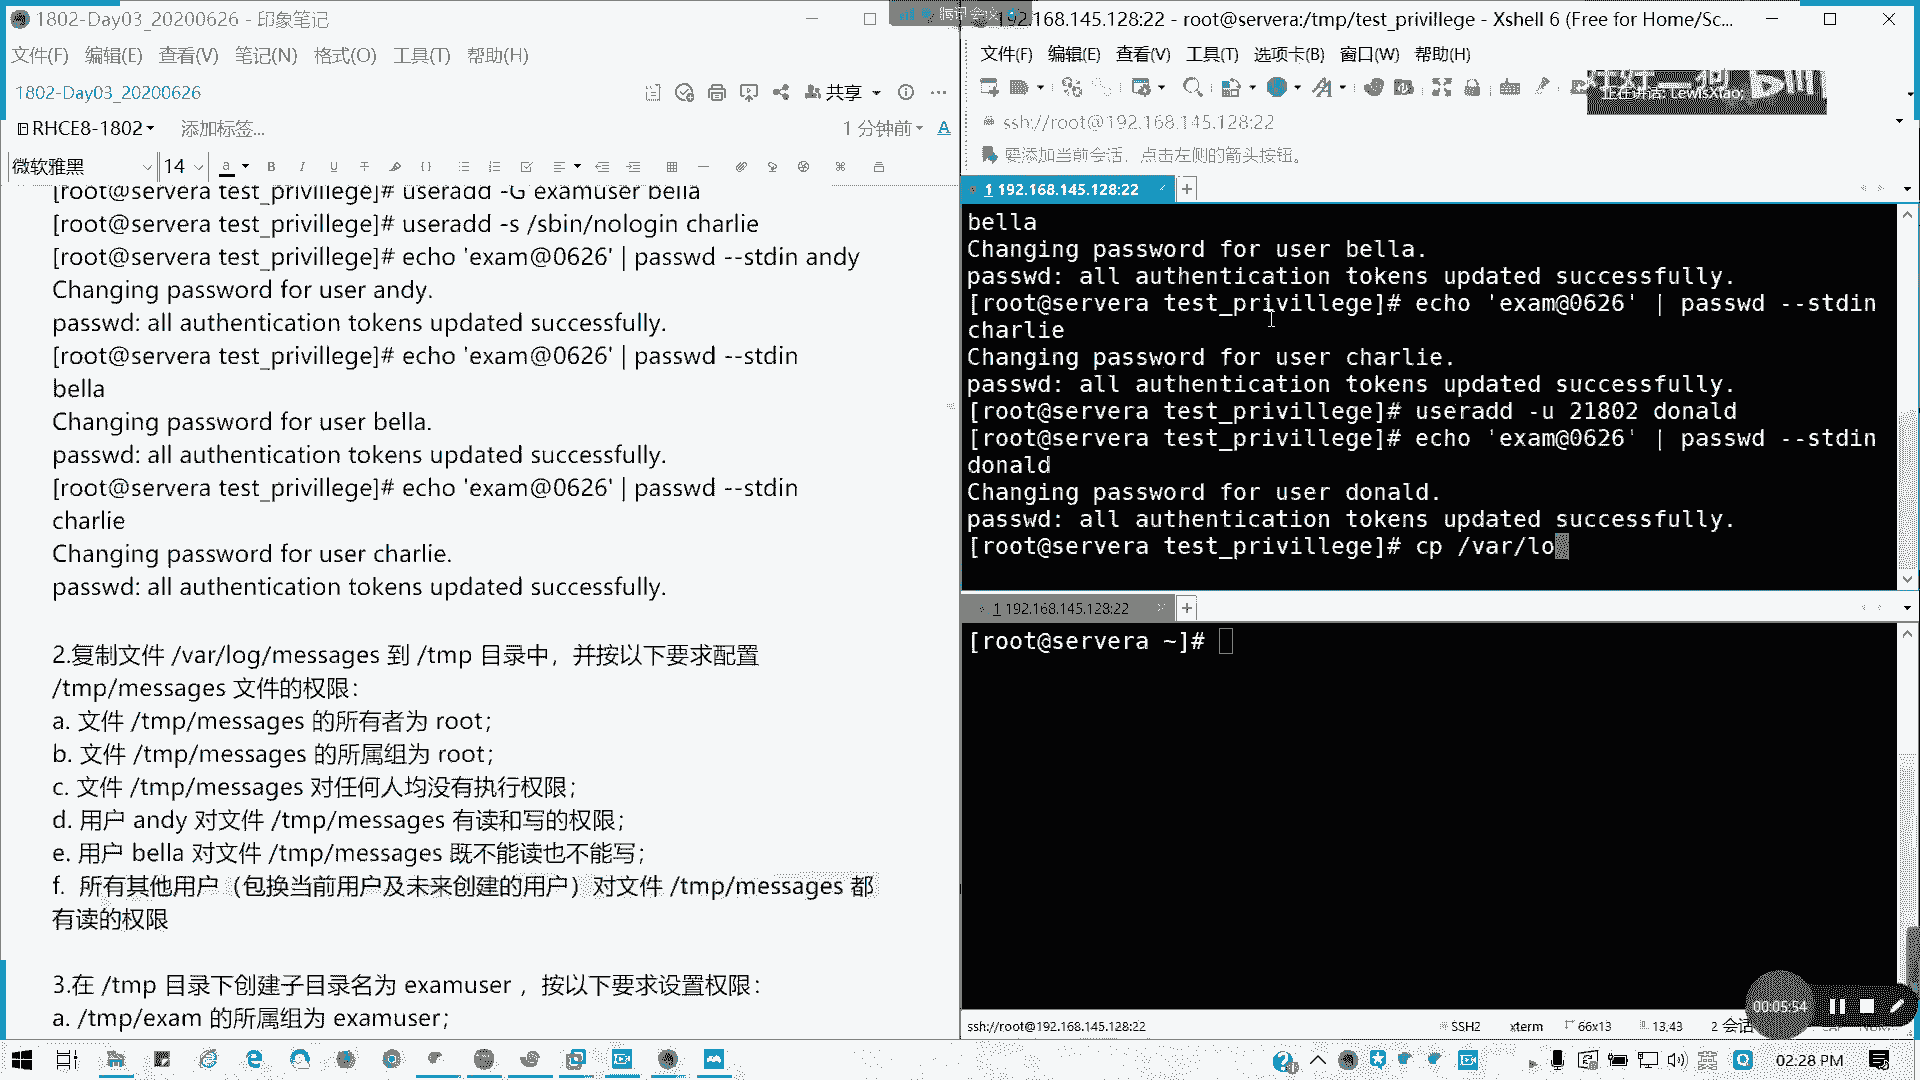 1802-Day03_20200626 - 印象笔记
文件(F) 编辑(E) 查看(V) 笔记(N) 格式(O) 工具(T) 帮助(H)
1802-Day03_20200626
共享
RHCE8-1802
添加标签...
1 分钟前
微软雅黑 14
[root@servera test_privillege]# useradd -G examuser bella
[root@servera test_privillege]# useradd -s /sbin/nologin charlie
[root@servera test_privillege]# echo 'exam@0626' | passwd --stdin andy
Changing password for user andy.
passwd: all authentication tokens updated successfully.
[root@servera test_privillege]# echo 'exam@0626' | passwd --stdin
bella
Changing password for user bella.
passwd: all authentication tokens updated successfully.
[root@servera test_privillege]# echo 'exam@0626' | passwd --stdin
charlie
Changing password for user charlie.
passwd: all authentication tokens updated successfully.
2.复制文件 /var/log/messages 到 /tmp 目录中，并按以下要求配置
/tmp/messages 文件的权限：
a. 文件 /tmp/messages 的所有者为 root；
b. 文件 /tmp/messages 的所属组为 root；
c. 文件 /tmp/messages 对任何人均没有执行权限；
d. 用户 andy 对文件 /tmp/messages 有读和写的权限；
e. 用户 bella 对文件 /tmp/messages 既不能读也不能写；
f. 所有其他用户（包换当前用户及未来创建的用户）对文件 /tmp/messages 都
有读的权限
3.在 /tmp 目录下创建子目录名为 examuser ，按以下要求设置权限：
a. /tmp/exam 的所属组为 examuser；
腾讯会议
192.168.145.128:22 - root@servera:/tmp/test_privillege - Xshell 6 (Free for Home/Sc...
文件(F) 编辑(E) 查看(V) 工具(T) 选项卡(B) 窗口(W) 帮助(H)
正在讲话: LewisXiao;
ssh://root@192.168.145.128:22
要添加当前会话，点击左侧的箭头按钮。
1 192.168.145.128:22
bella
Changing password for user bella.
passwd: all authentication tokens updated successfully.
[root@servera test_privillege]# echo 'exam@0626' | passwd --stdin
charlie
Changing password for user charlie.
passwd: all authentication tokens updated successfully.
[root@servera test_privillege]# useradd -u 21802 donald
[root@servera test_privillege]# echo 'exam@0626' | passwd --stdin
donald
Changing password for user donald.
passwd: all authentication tokens updated successfully.
[root@servera test_privillege]# cp /var/lo
1 192.168.145.128:22
[root@servera ~]#
00:05:54
ssh://root@192.168.145.128:22 SSH2 xterm 66x13 13,43 2 会话
02:28 PM